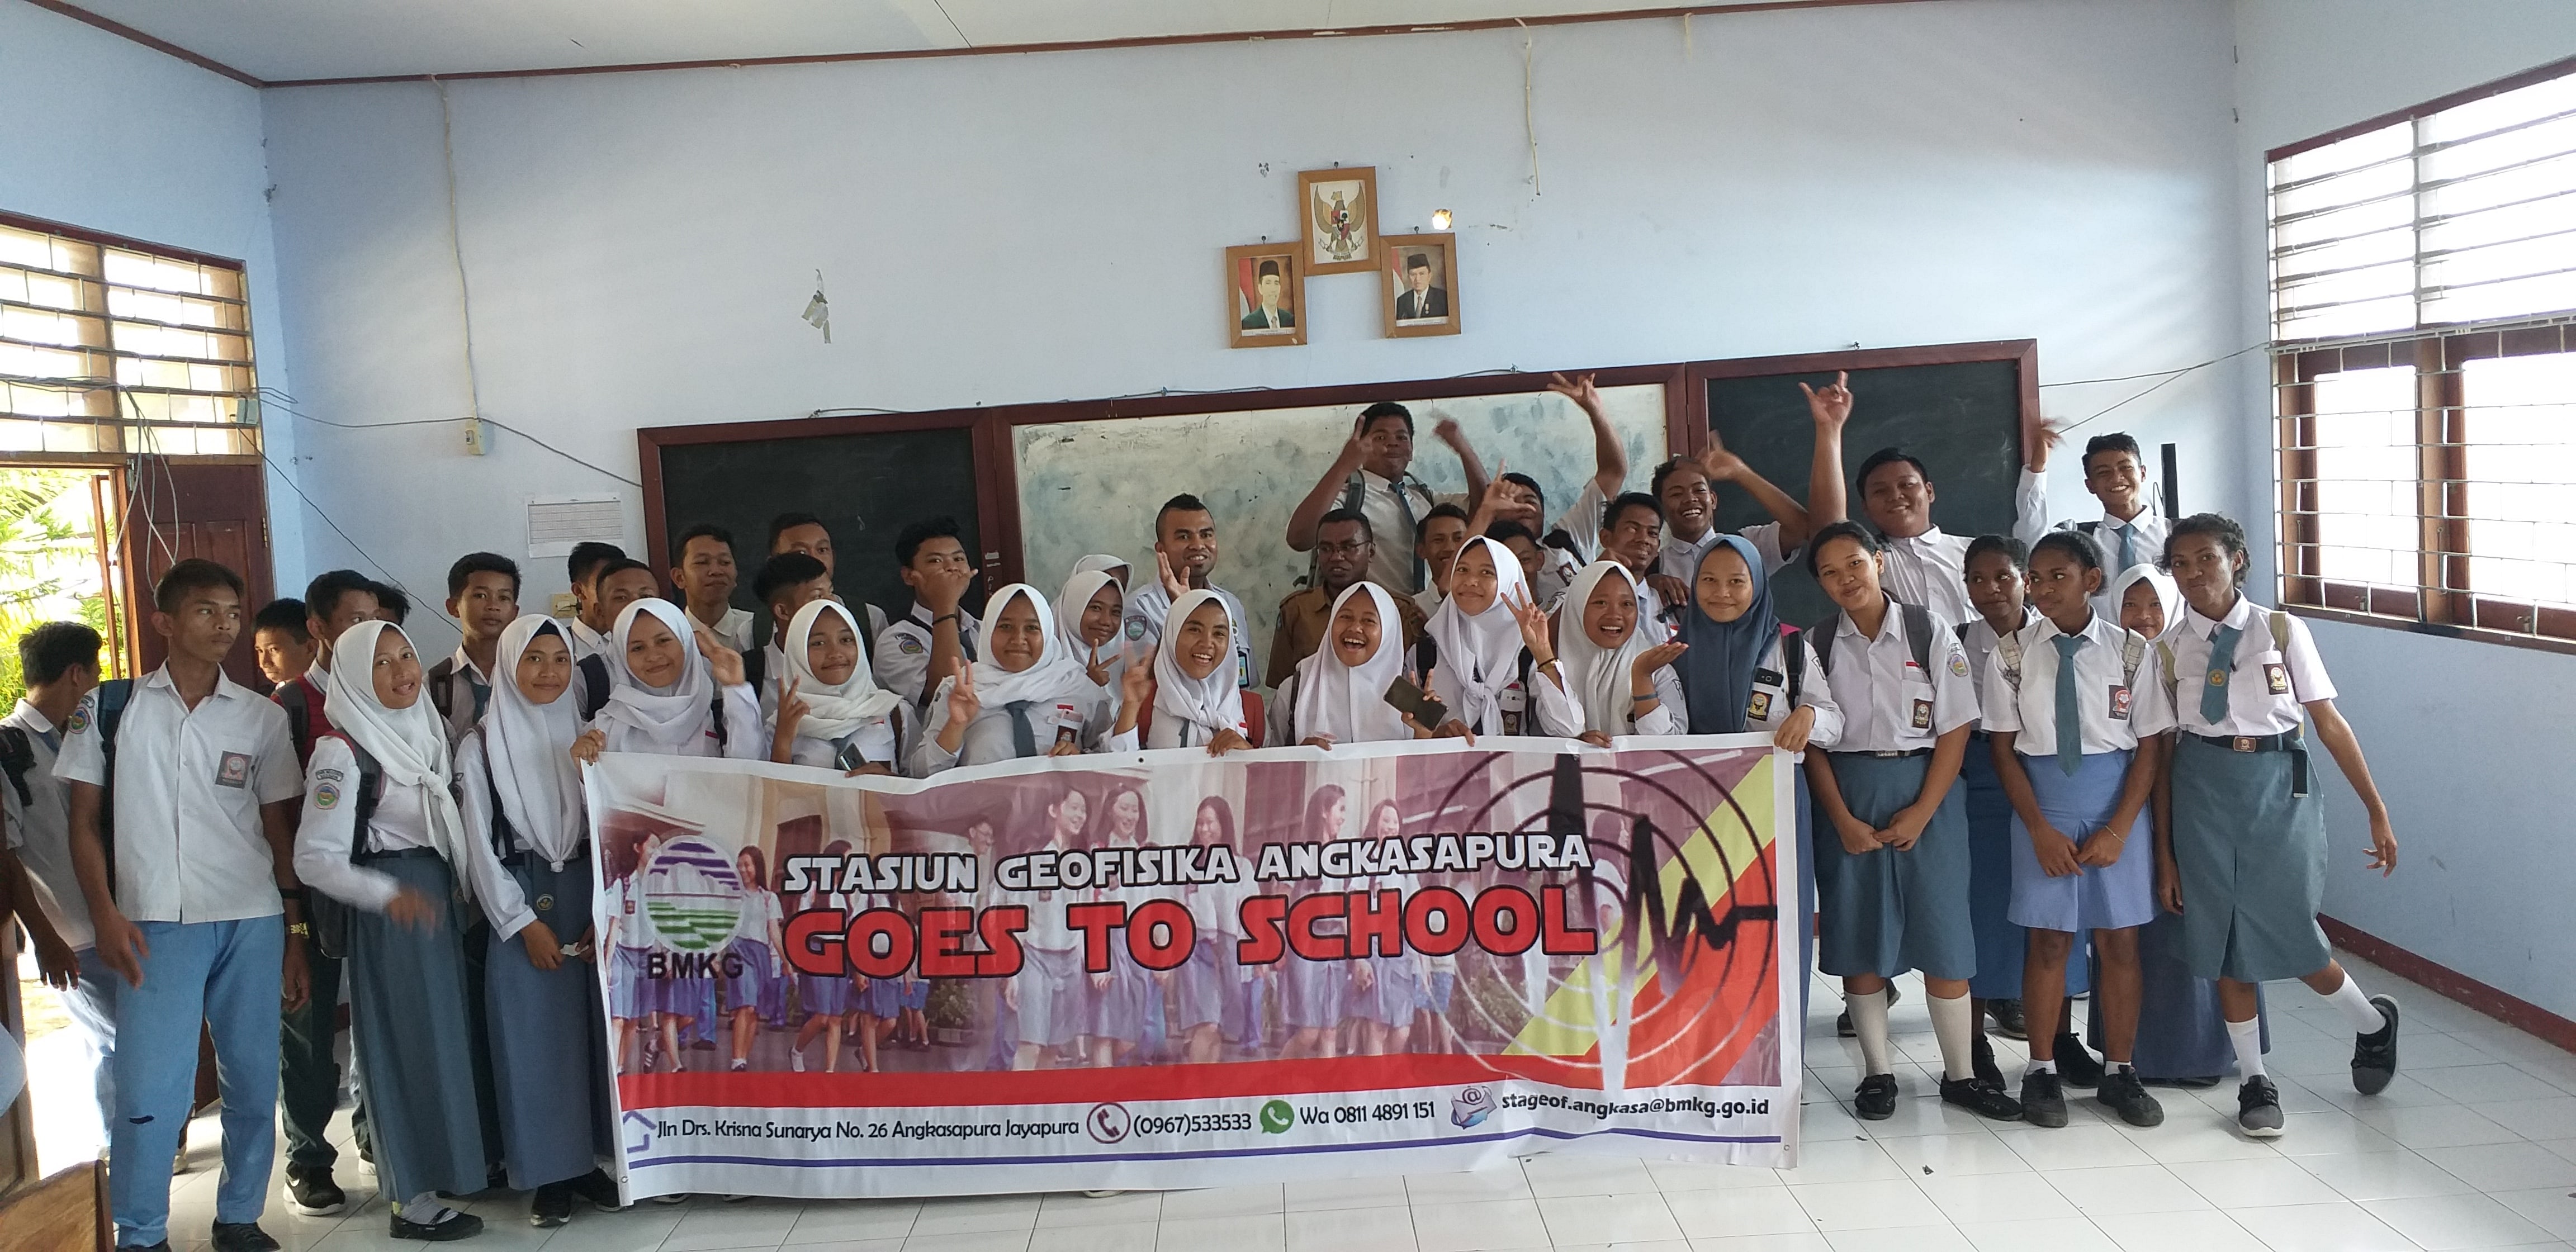 STASIUN GEOFISIKA ANGKASAPURA
GOES TO SCHOOL
BMKG
Jln Drs. Krisna Sunarya No. 26 Angkasapura Jayapura (0967)533533 Wa 0811 4891 151 stageof.angkasa@bmkg.go.id